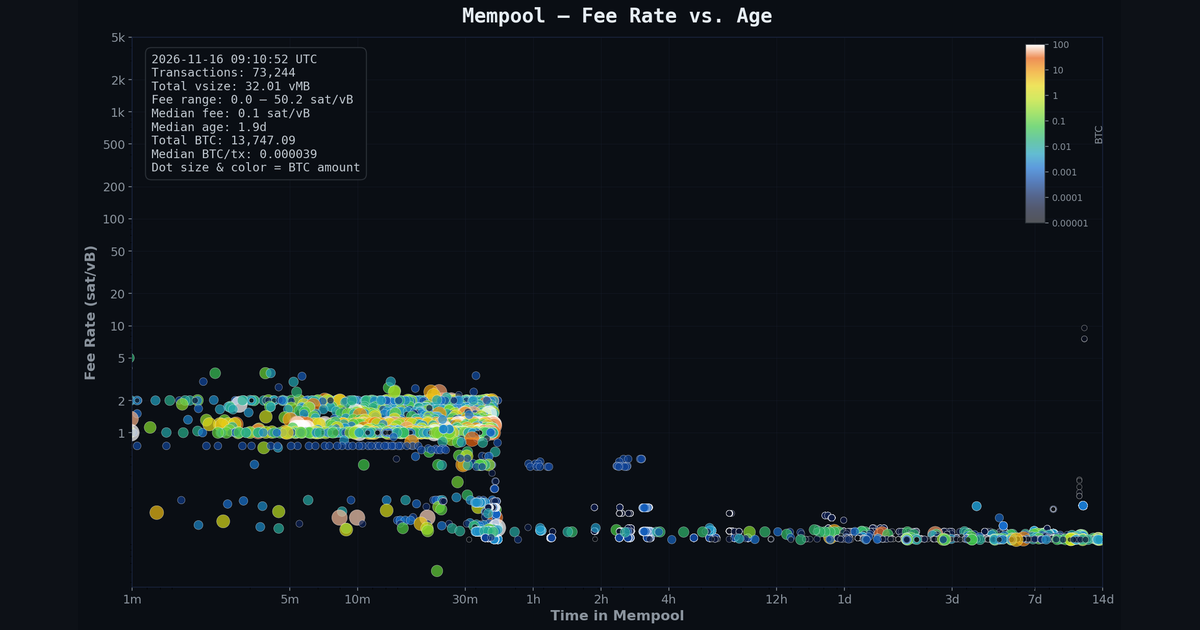 Mempool — Fee Rate vs. Age
2026-11-16 09:10:52 UTC
Transactions: 73,244
Total vsize: 32.01 vMB
Fee range: 0.0 – 50.2 sat/vB
Median fee: 0.1 sat/vB
Median age: 1.9d
Total BTC: 13,747.09
Median BTC/tx: 0.000039
Dot size & color = BTC amount
100
10
1
0.1
0.01
0.001
0.0001
0.00001
BTC
Fee Rate (sat/vB)
5k
2k
1k
500
200
100
50
20
10
5
2
1
1m 5m 10m 30m 1h 2h 4h 12h 1d 3d 7d 14d
Time in Mempool